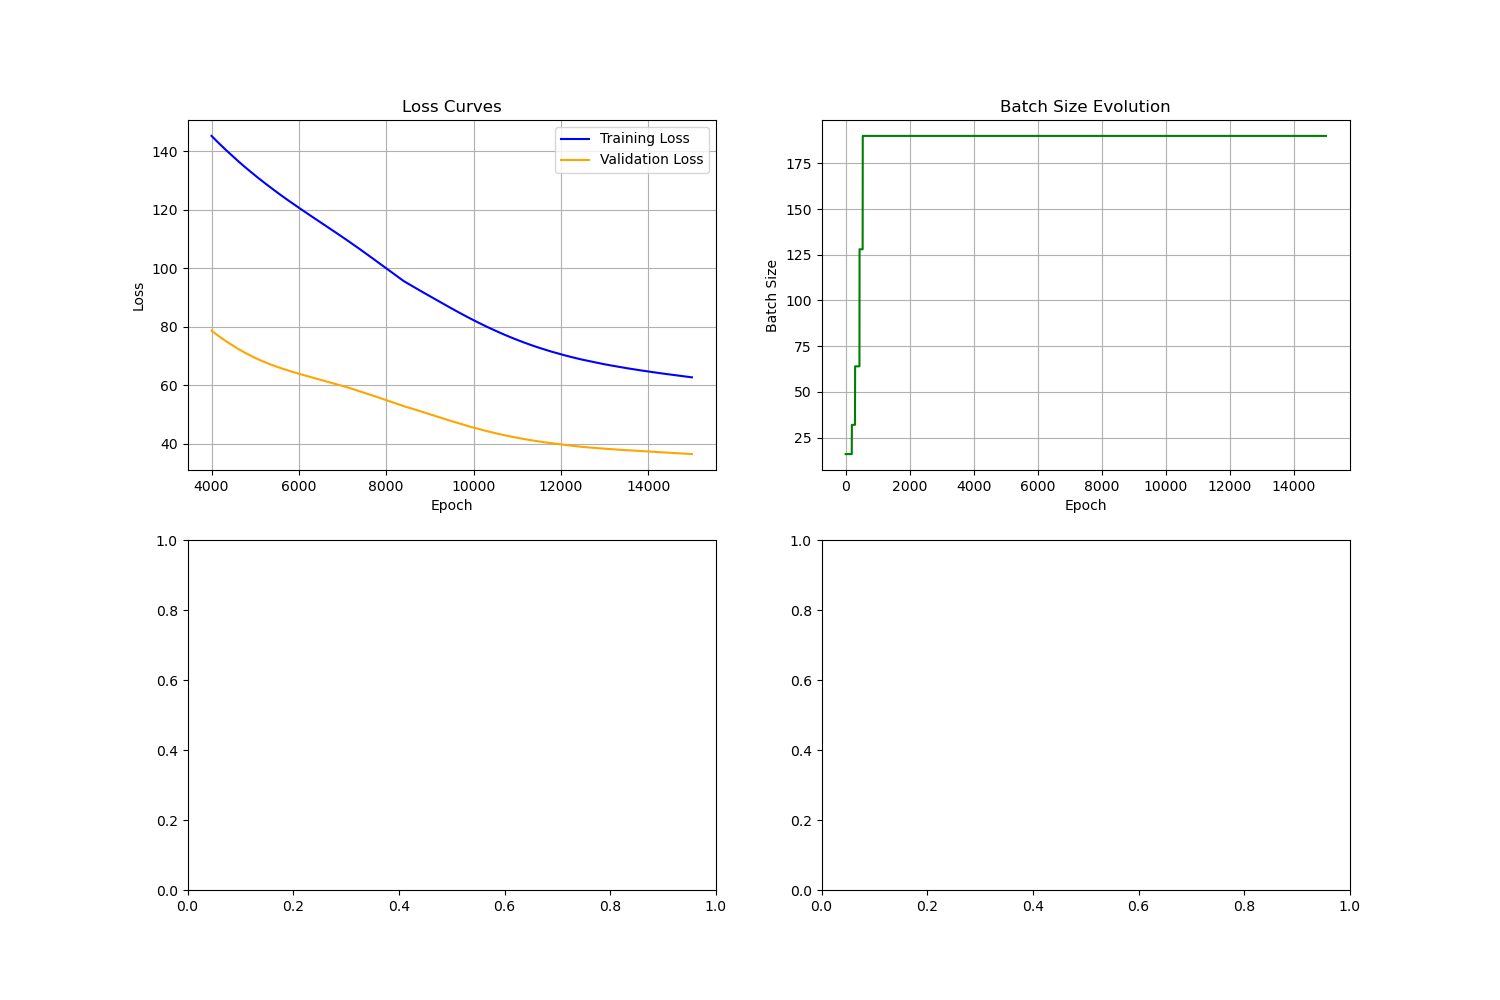 Loss Curves
Training Loss
Validation Loss
140
120
100
80
60
40
Loss
4000 6000 8000 10000 12000 14000
Epoch
Batch Size Evolution
175
150
125
100
75
50
25
Batch Size
0 2000 4000 6000 8000 10000 12000 14000
Epoch
1.0
0.8
0.6
0.4
0.2
0.0
0.0 0.2 0.4 0.6 0.8 1.0
1.0
0.8
0.6
0.4
0.2
0.0
0.0 0.2 0.4 0.6 0.8 1.0